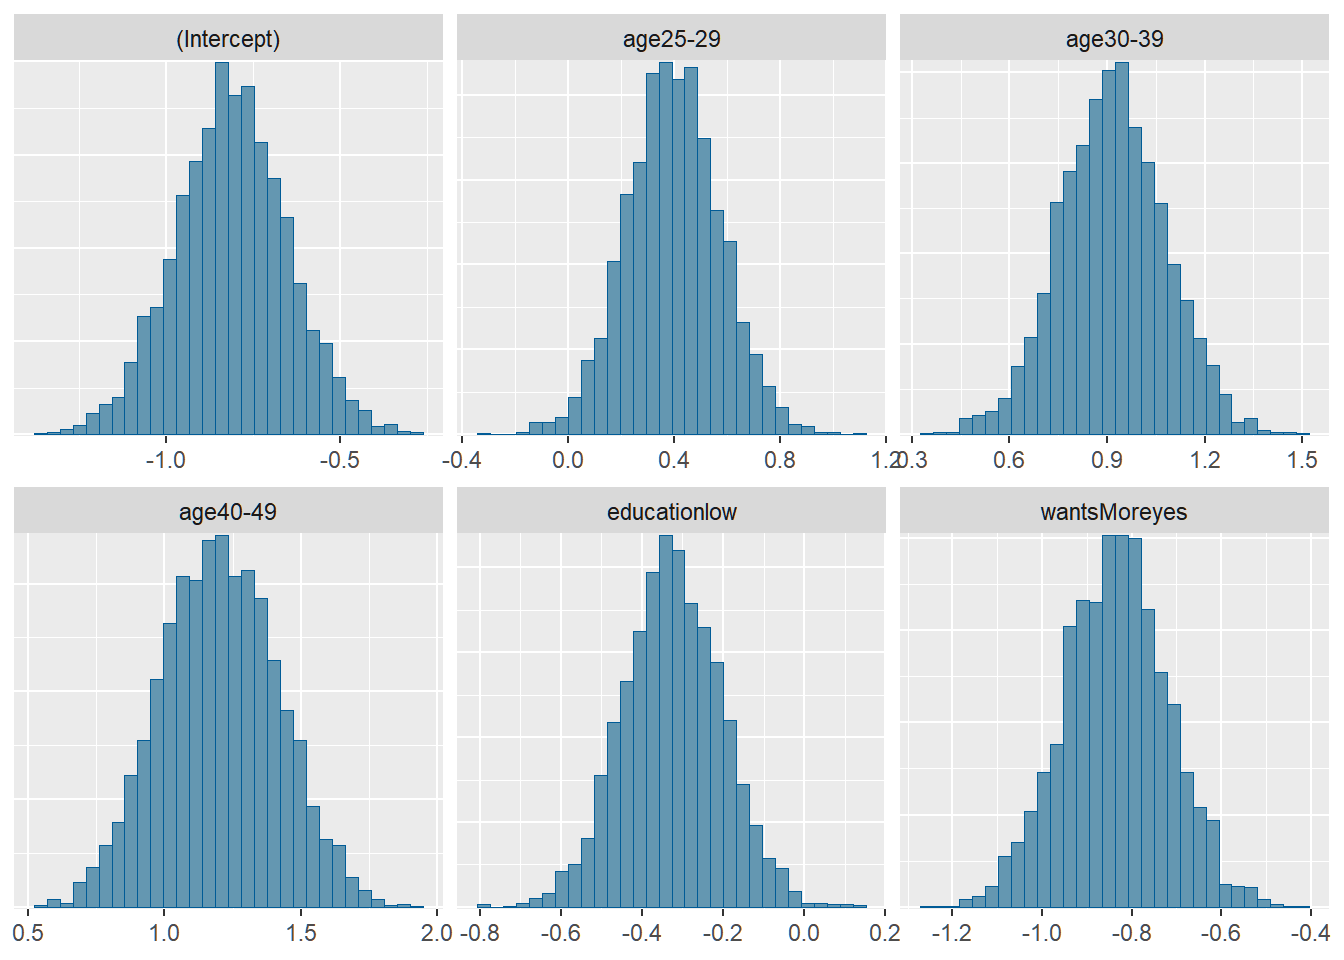 (Intercept) age25-29 age30-39
-1.0 -0.5 -0.4 0.0 0.4 0.8 1.2 0.3 0.6 0.9 1.2 1.5
age40-49 educationlow wantsMoreyes
0.5 1.0 1.5 2.0 -0.8 -0.6 -0.4 -0.2 0.0 0.2 -1.2 -1.0 -0.8 -0.6 -0.4